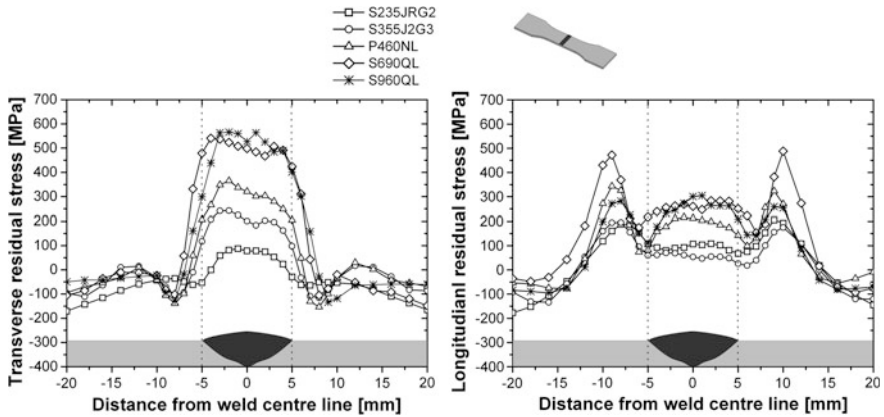 S235JRG2
S355J2G3
P460NL
S690QL
S960QL
Transverse residual stress [MPa]
700
600
500
400
300
200
100
0
-100
-200
-300
-400
-20 -15 -10 -5 0 5 10 15 20
Distance from weld centre line [mm]
Longitudianl residual stress [MPa]
700
600
500
400
300
200
100
0
-100
-200
-300
-400
-20 -15 -10 -5 0 5 10 15 20
Distance from weld centre line [mm]